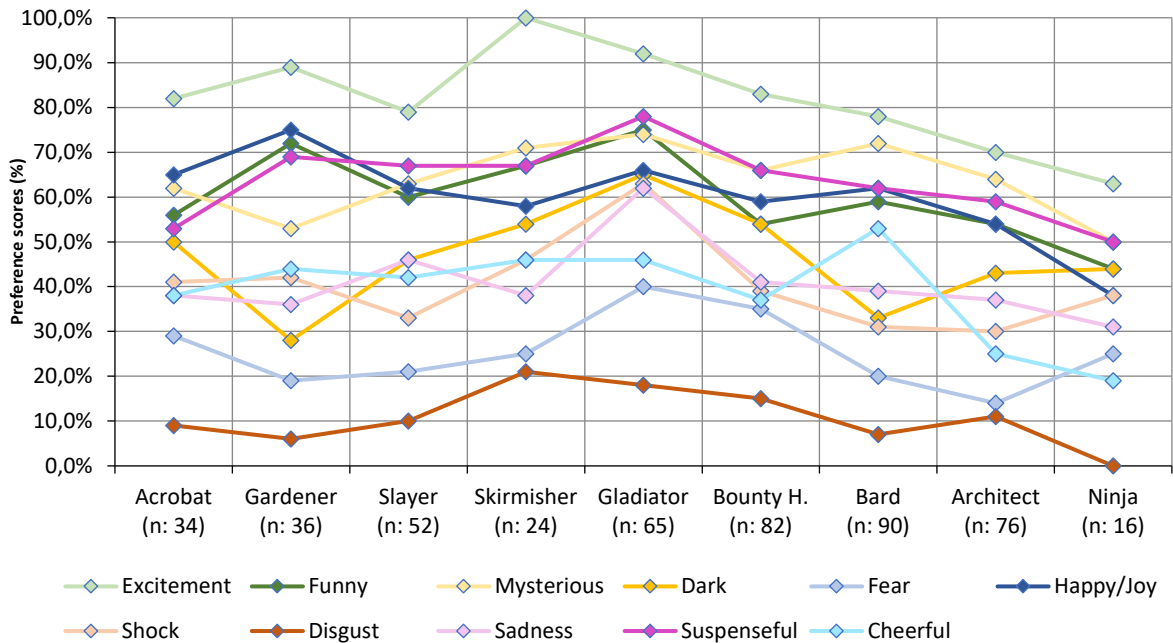 100,0%
90,0%
80,0%
70,0%
60,0%
50,0%
40,0%
30,0%
20,0%
10,0%
0,0%
Preference scores (%)
Acrobat Gardener Slayer Skirmisher Gladiator Bounty H. Bard Architect Ninja
(n: 34) (n: 36) (n: 52) (n: 24) (n: 65) (n: 82) (n: 90) (n: 76) (n: 16)
Excitement Funny Mysterious Dark Fear Happy/Joy
Shock Disgust Sadness Suspenseful Cheerful